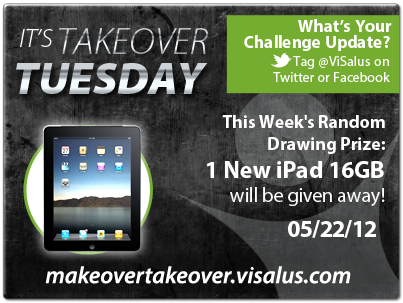 IT'S TAKEOVER
TUESDAY
What's Your
Challenge Update?
Tag @ViSalus on
Twitter or Facebook
This Week's Random
Drawing Prize:
1 New iPad 16GB
will be given away!
05/22/12
makeovertakeover.visalus.com